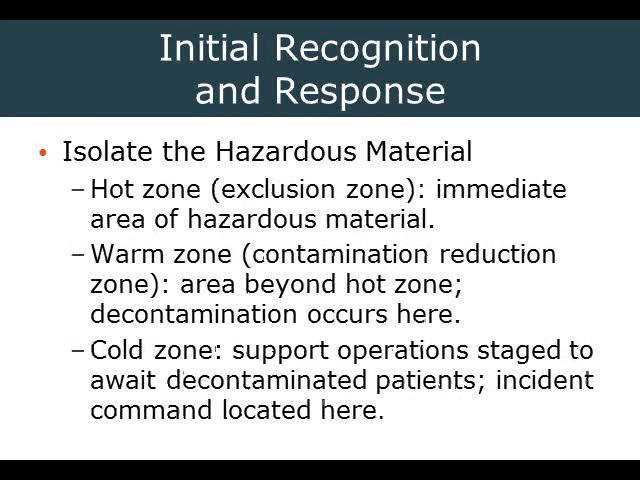 Initial Recognition
and Response
• Isolate the Hazardous Material
– Hot zone (exclusion zone): immediate
area of hazardous material.
– Warm zone (contamination reduction
zone): area beyond hot zone;
decontamination occurs here.
– Cold zone: support operations staged to
await decontaminated patients; incident
command located here.